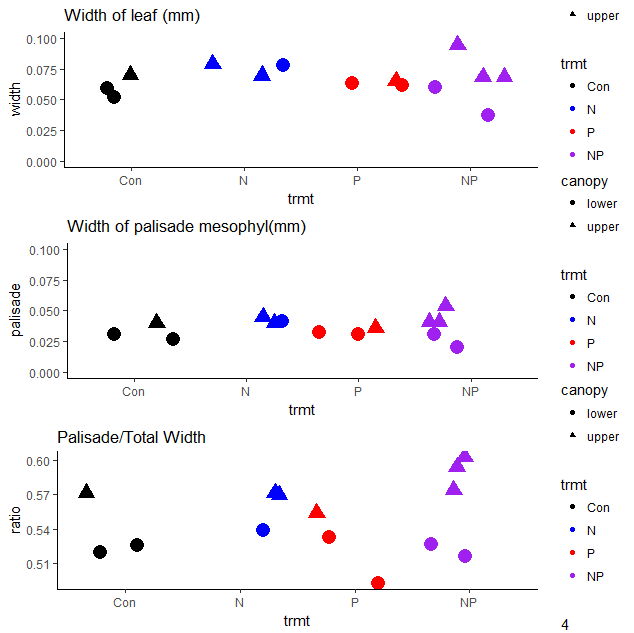 Width of leaf (mm)
0.100
0.075
0.050
0.025
0.000
width
Con N P NP
trmt
upper
trmt
Con
N
P
NP
canopy
lower
upper
Width of palisade mesophyl(mm)
0.100
0.075
0.050
0.025
0.000
palisade
Con N P NP
trmt
trmt
Con
N
P
NP
canopy
lower
upper
Palisade/Total Width
0.60
0.57
0.54
0.51
ratio
Con N P NP
trmt
trmt
Con
N
P
NP
4